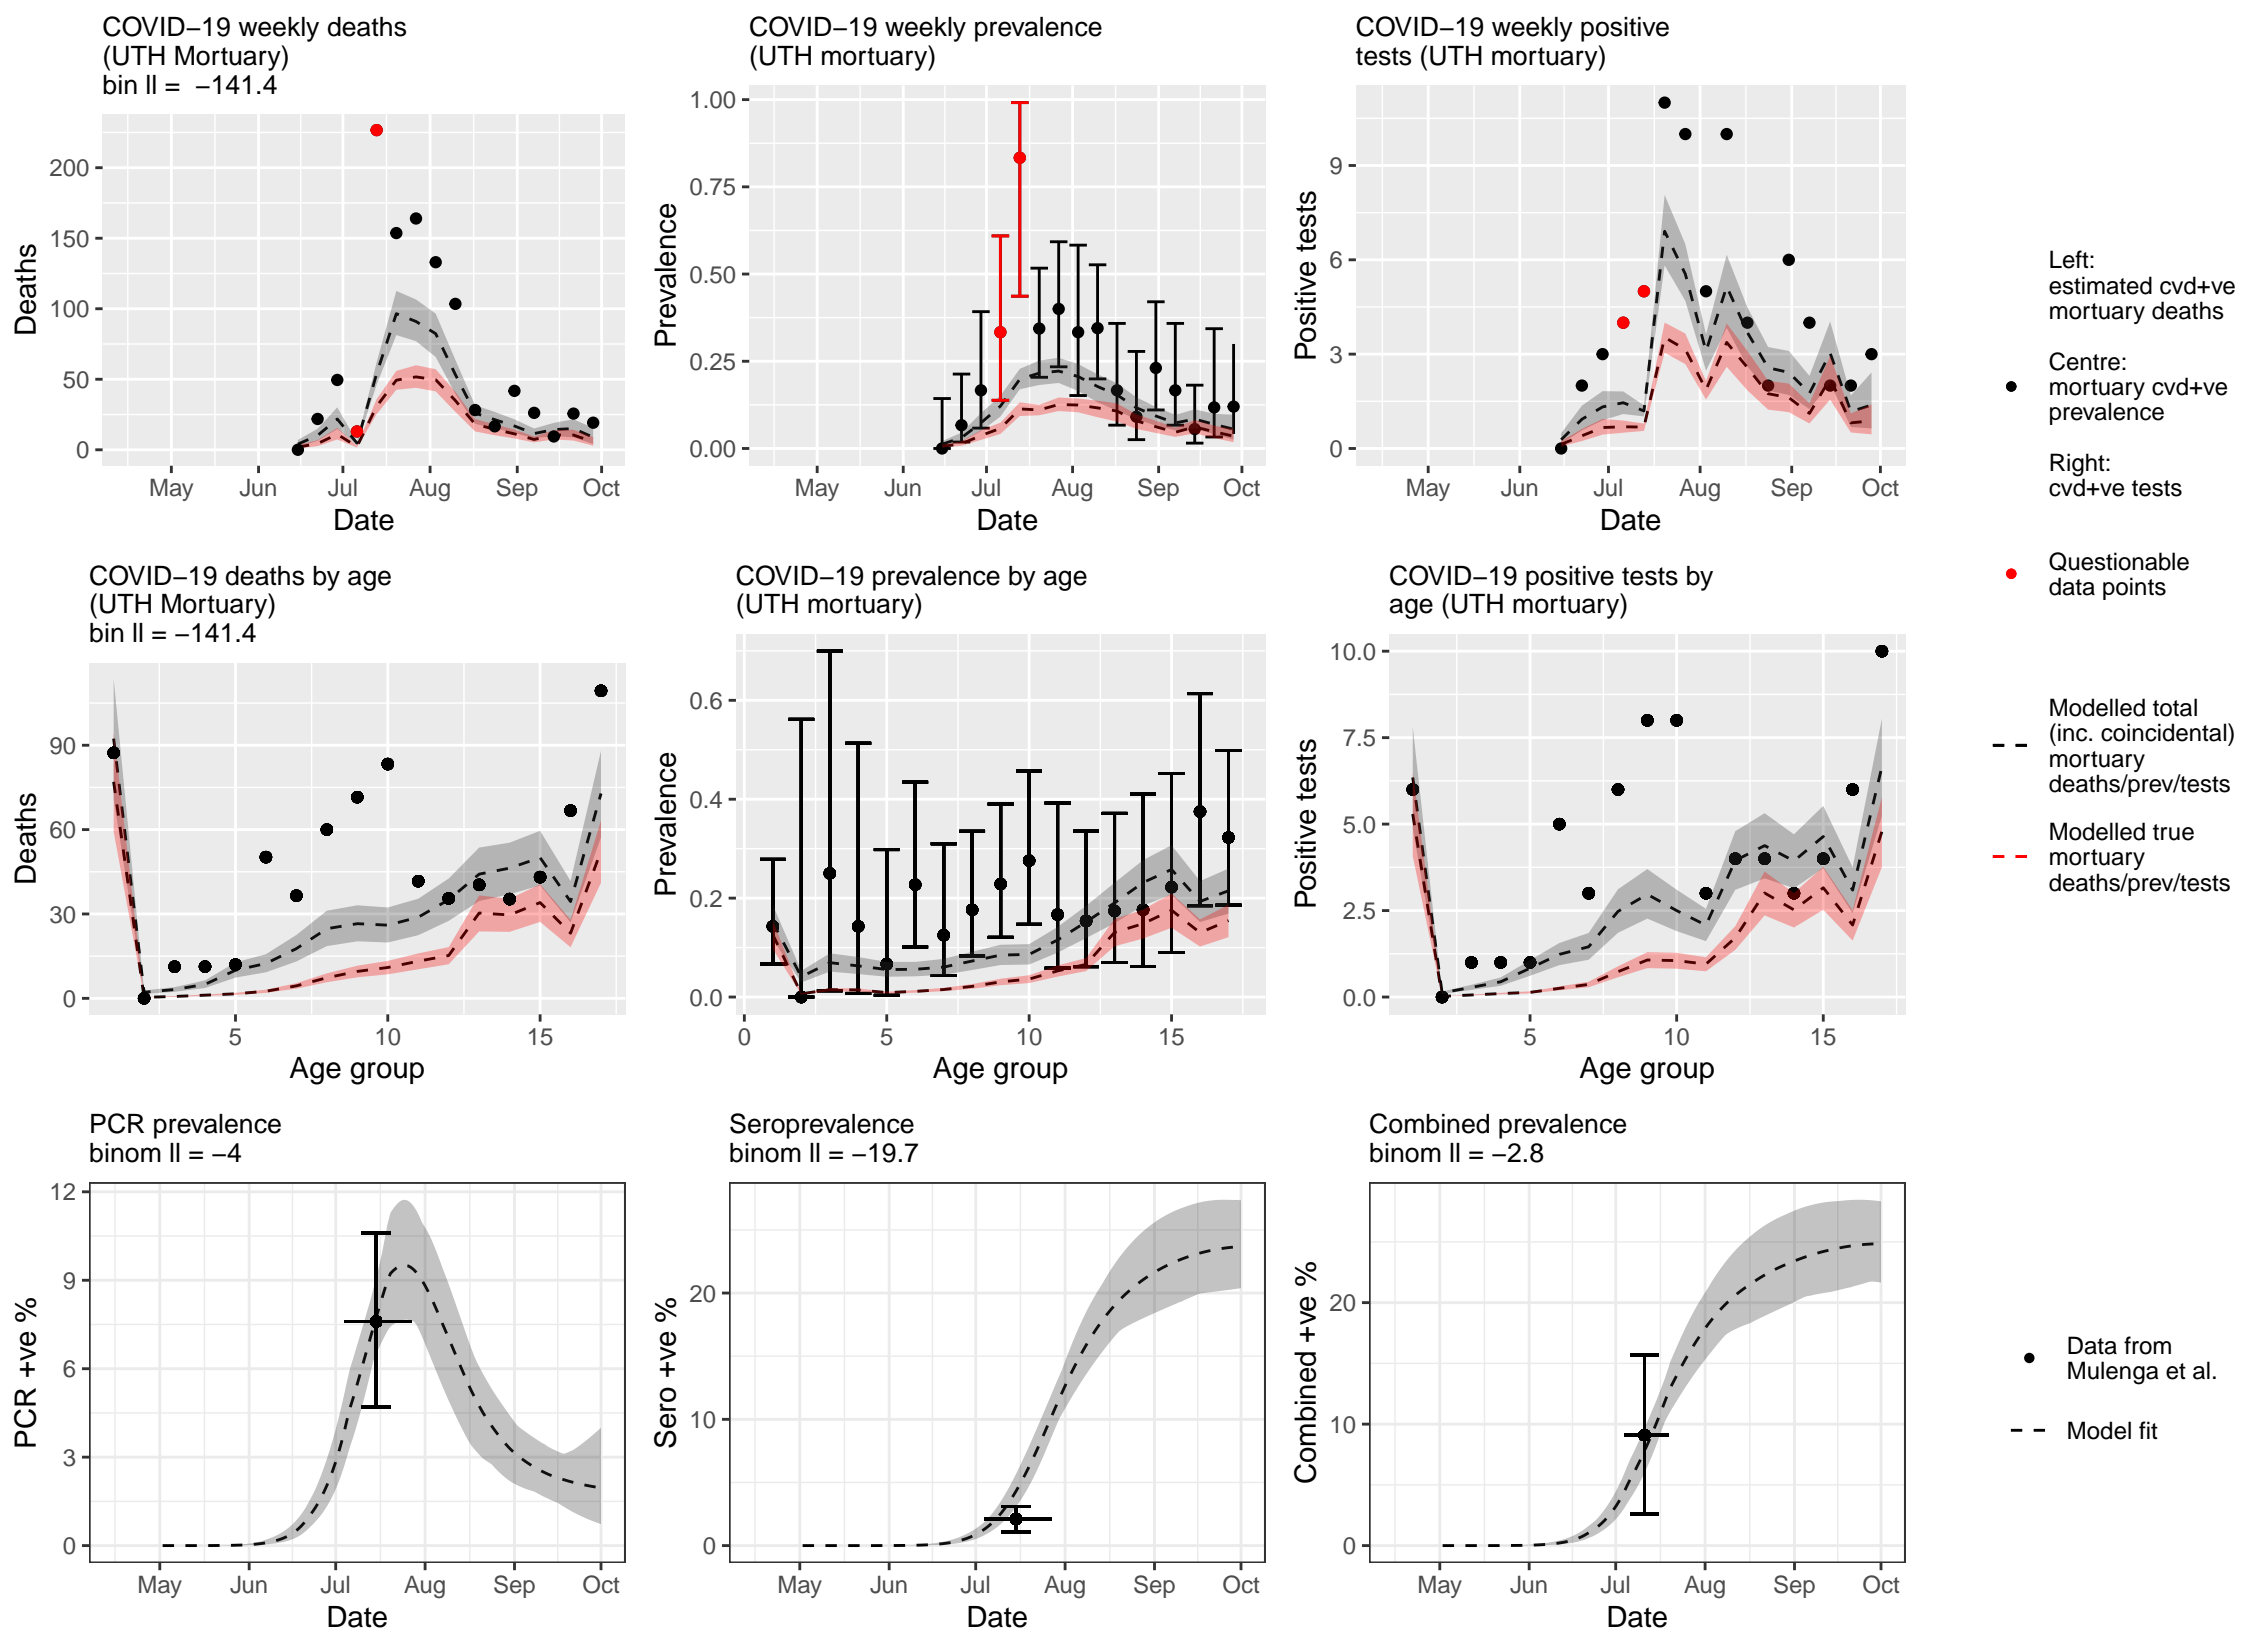 COVID−19 weekly deaths
(UTH Mortuary)
bin ll =  −141.4
200
150
100
50
0
Deaths
May Jun Jul Aug Sep Oct
Date
COVID−19 weekly prevalence
(UTH mortuary)
1.00
0.75
0.50
0.25
0.00
Prevalence
May Jun Jul Aug Sep Oct
Date
COVID−19 weekly positive
tests (UTH mortuary)
9
6
3
0
Positive tests
May Jun Jul Aug Sep Oct
Date
Left:
estimated cvd+ve
mortuary deaths
Centre:
mortuary cvd+ve
prevalence
Right:
cvd+ve tests
Questionable
data points
Modelled total
(inc. coincidental)
mortuary
deaths/prev/tests
Modelled true
mortuary
deaths/prev/tests
COVID−19 deaths by age
(UTH Mortuary)
bin ll = −141.4
90
60
30
0
Deaths
5 10 15
Age group
COVID−19 prevalence by age
(UTH mortuary)
0.6
0.4
0.2
0.0
Prevalence
0 5 10 15
Age group
COVID−19 positive tests by
age (UTH mortuary)
10.0
7.5
5.0
2.5
0.0
Positive tests
5 10 15
Age group
PCR prevalence
binom ll = −4
12
9
6
3
0
PCR +ve %
May Jun Jul Aug Sep Oct
Date
Seroprevalence
binom ll = −19.7
20
10
0
Sero +ve %
May Jun Jul Aug Sep Oct
Date
Combined prevalence
binom ll = −2.8
20
10
0
Combined +ve %
May Jun Jul Aug Sep Oct
Date
Data from
Mulenga et al.
Model fit